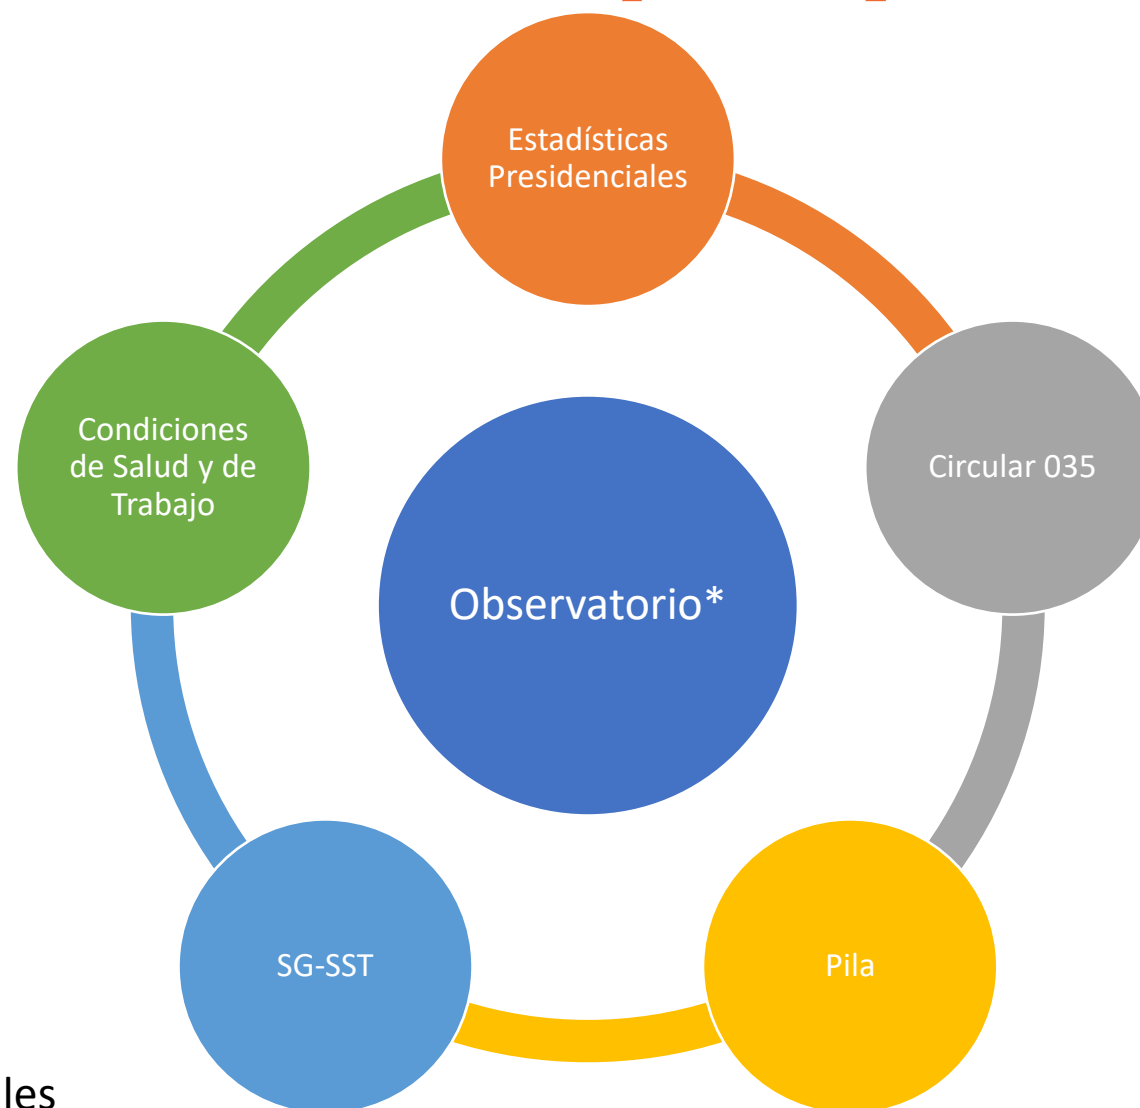 Estadísticas
Presidenciales
Condiciones
de Salud y de
Trabajo
Circular 035
Observatorio*
SG-SST
Pila
les